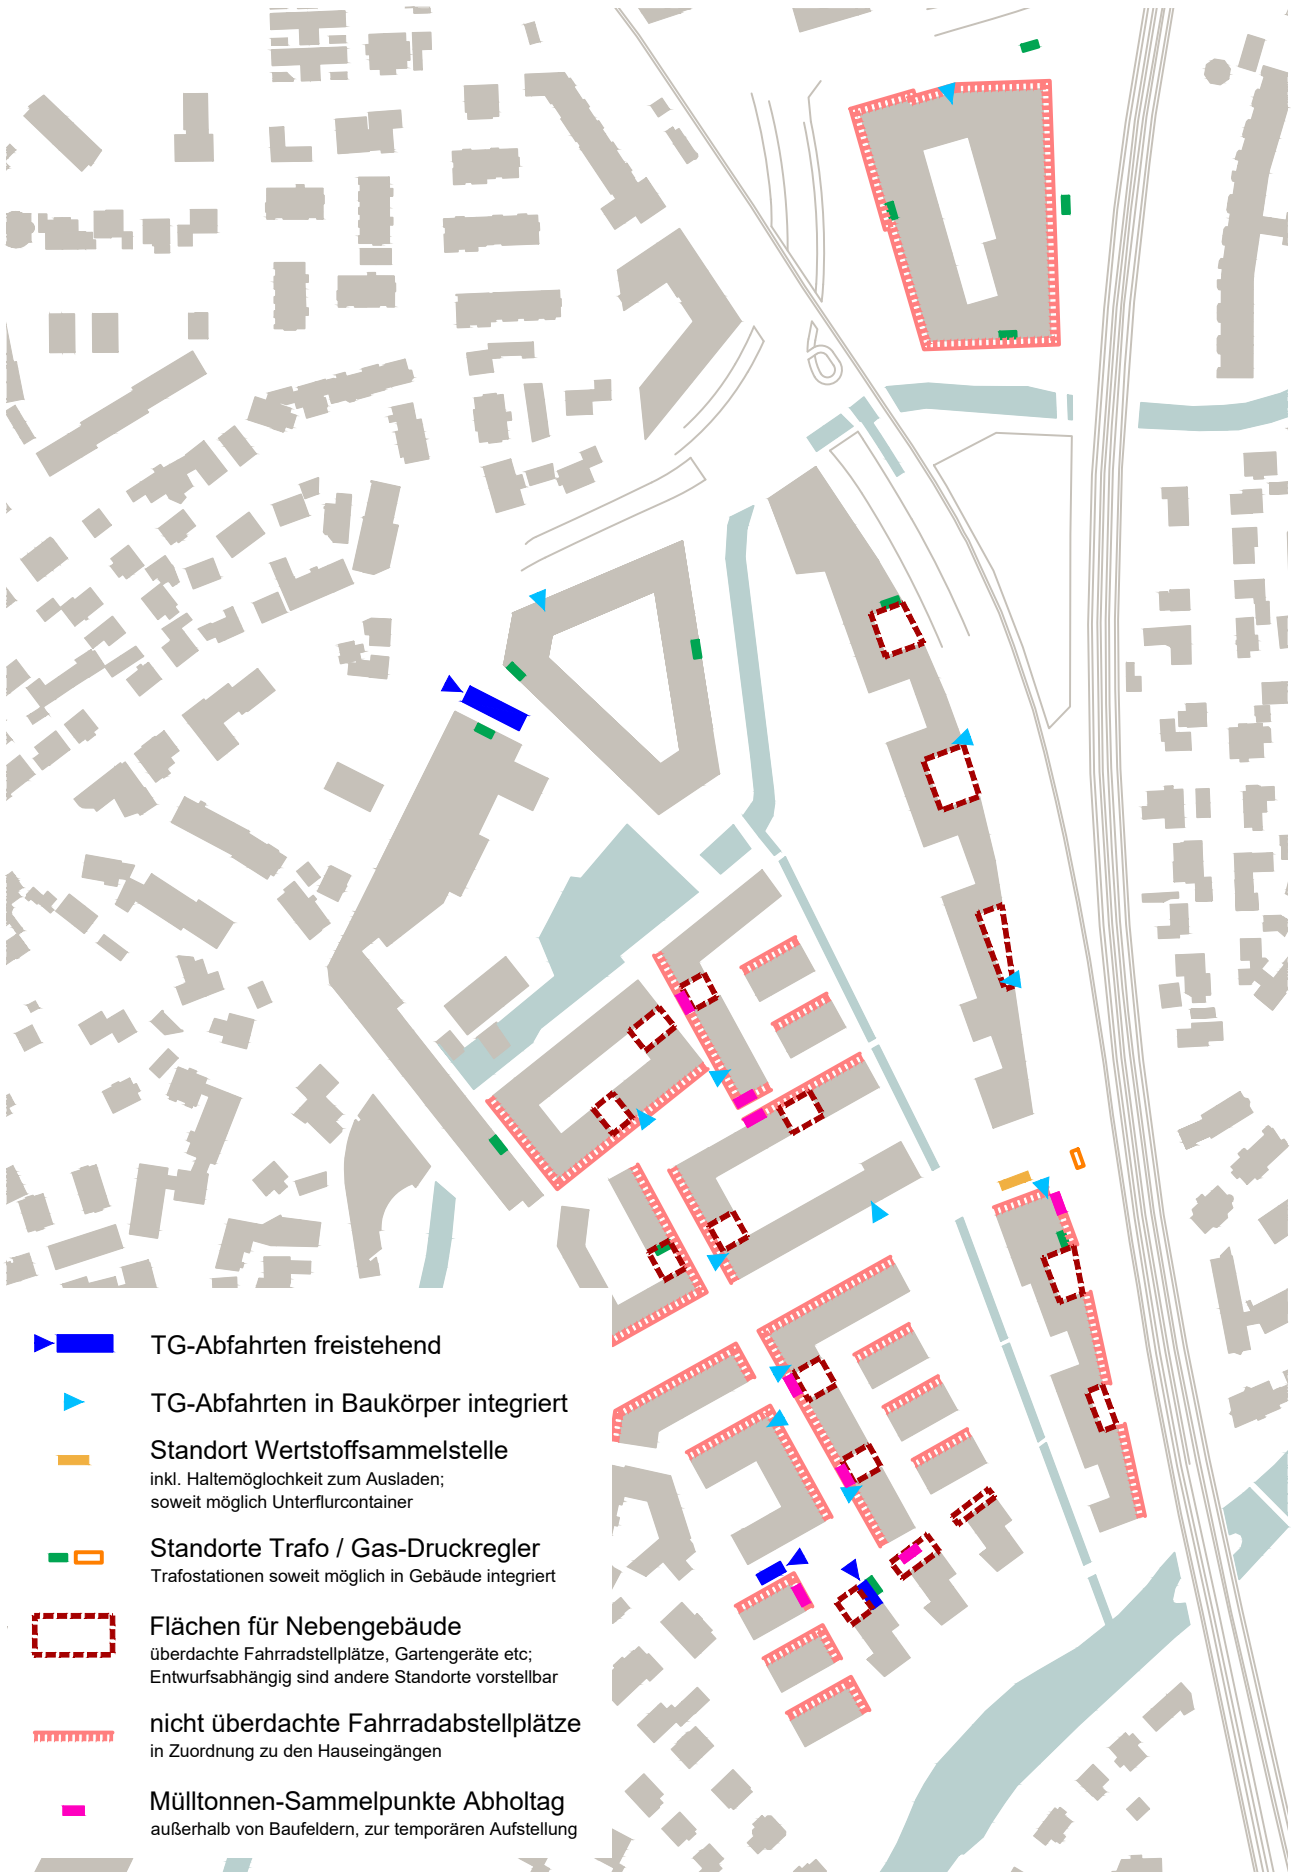 TG-Abfahrten freistehend
TG-Abfahrten in Baukörper integriert
Standort Wertstoffsammelstelle
inkl. Haltemöglochkeit zum Ausladen;
soweit möglich Unterflurcontainer
Standorte Trafo / Gas-Druckregler
Trafostationen soweit möglich in Gebäude integriert
Flächen für Nebengebäude
überdachte Fahrradstellplätze, Gartengeräte etc;
Entwurfsabhängig sind andere Standorte vorstellbar
nicht überdachte Fahrradabstellplätze
in Zuordnung zu den Hauseingängen
Mülltonnen-Sammelpunkte Abholtag
außerhalb von Baufeldern, zur temporären Aufstellung